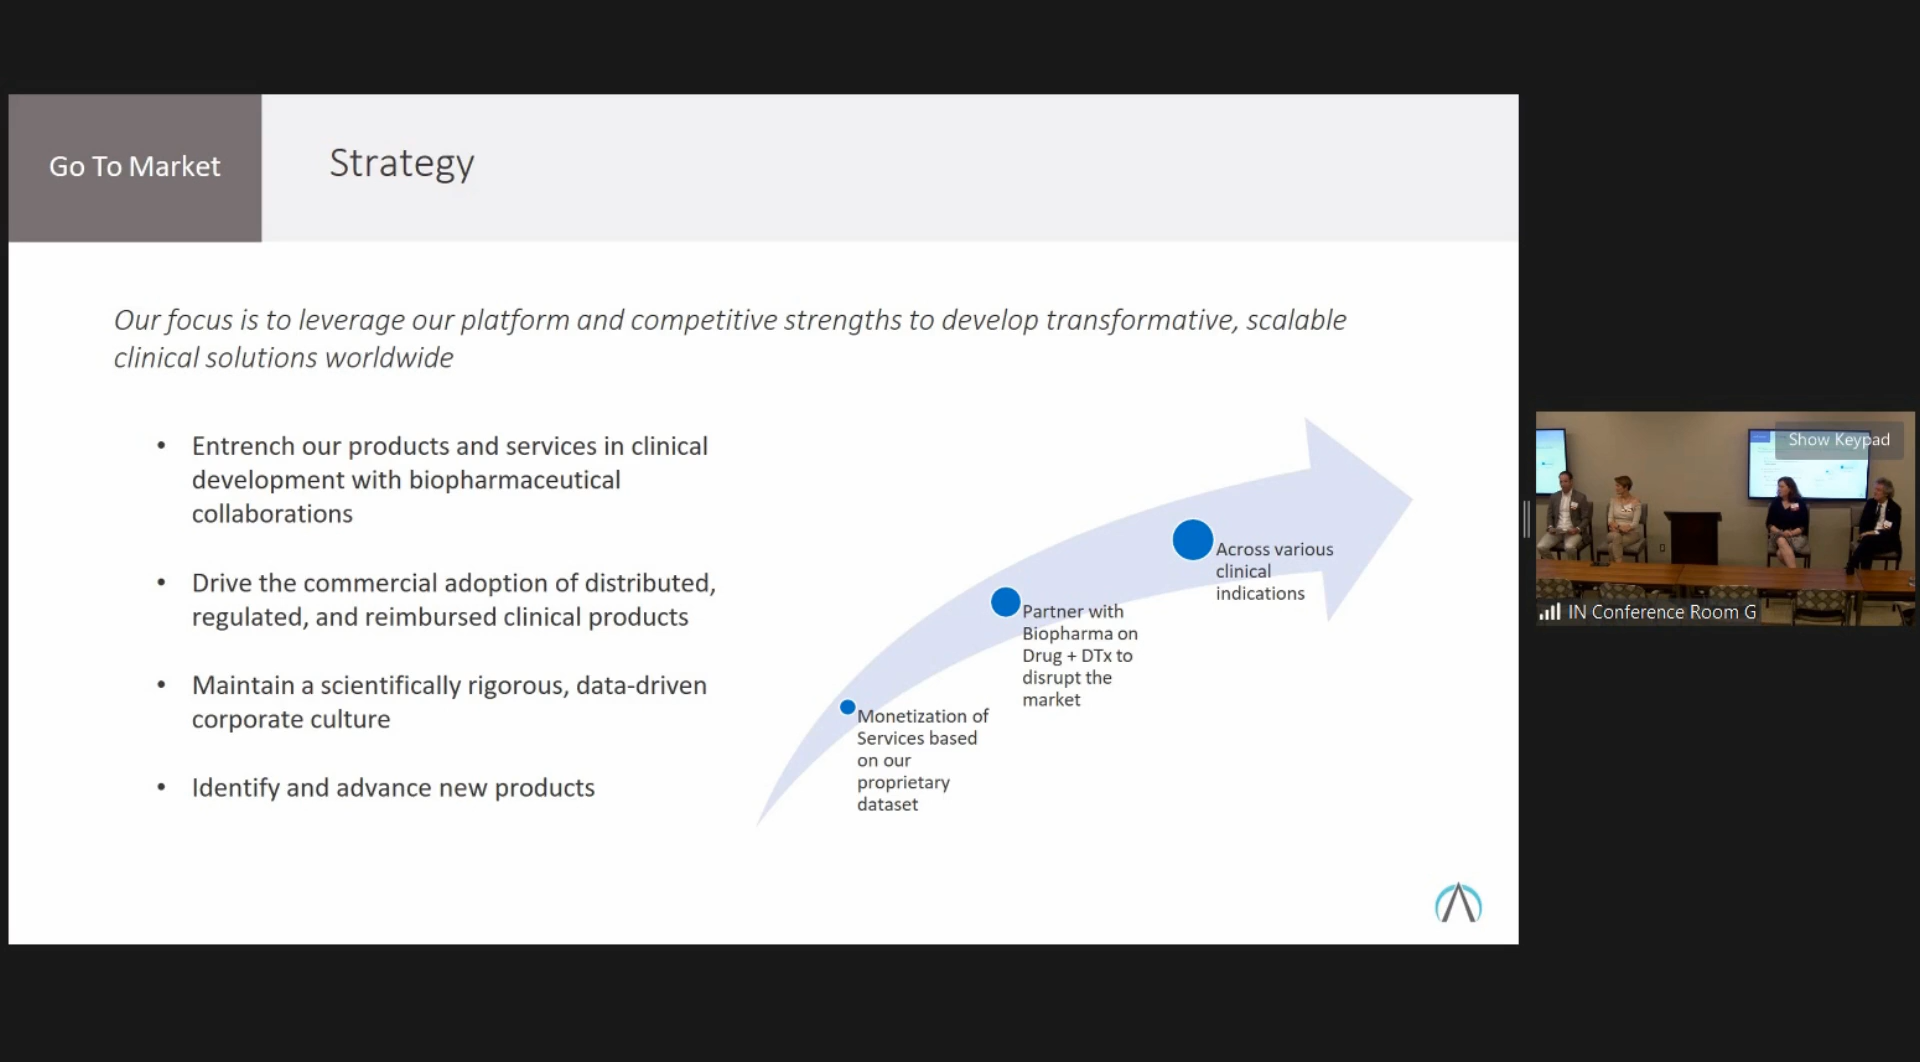 Go To Market
Strategy
Our focus is to leverage our platform and competitive strengths to develop transformative, scalable
clinical solutions worldwide
• Entrench our products and services in clinical
development with biopharmaceutical
collaborations
• Drive the commercial adoption of distributed,
regulated, and reimbursed clinical products
• Maintain a scientifically rigorous, data-driven
corporate culture
• Identify and advance new products
Monetization of
Services based
on our
proprietary
dataset
Partner with
Biopharma on
Drug + DTx to
disrupt the
market
Across various
clinical
indications
Show Keypad
IN Conference Room G